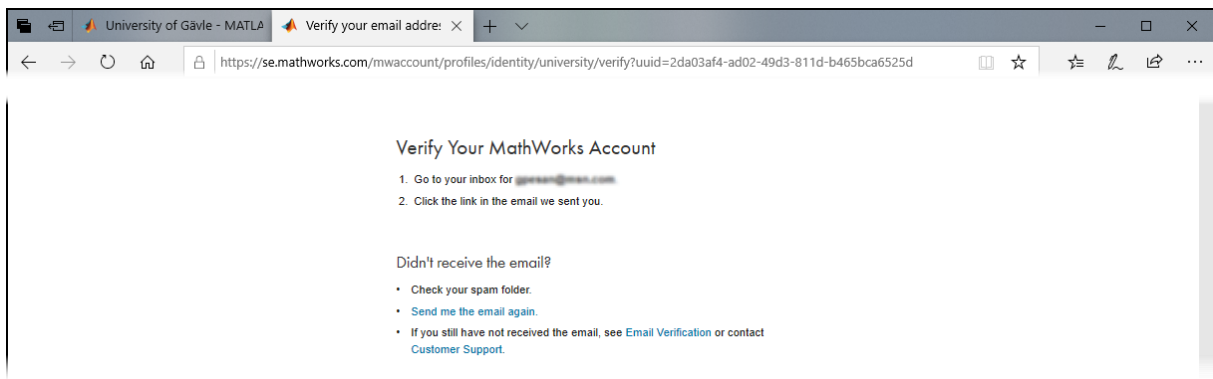 University of Gävle - MATLA
Verify your email addre:
https://se.mathworks.com/mwaccount/profiles/identity/university/verify?uuid=2da03af4-ad02-49d3-811d-b465bca6525d
Verify Your MathWorks Account
1. Go to your inbox for
2. Click the link in the email we sent you.
Didn't receive the email?
• Check your spam folder.
• Send me the email again.
• If you still have not received the email, see Email Verification or contact
Customer Support.